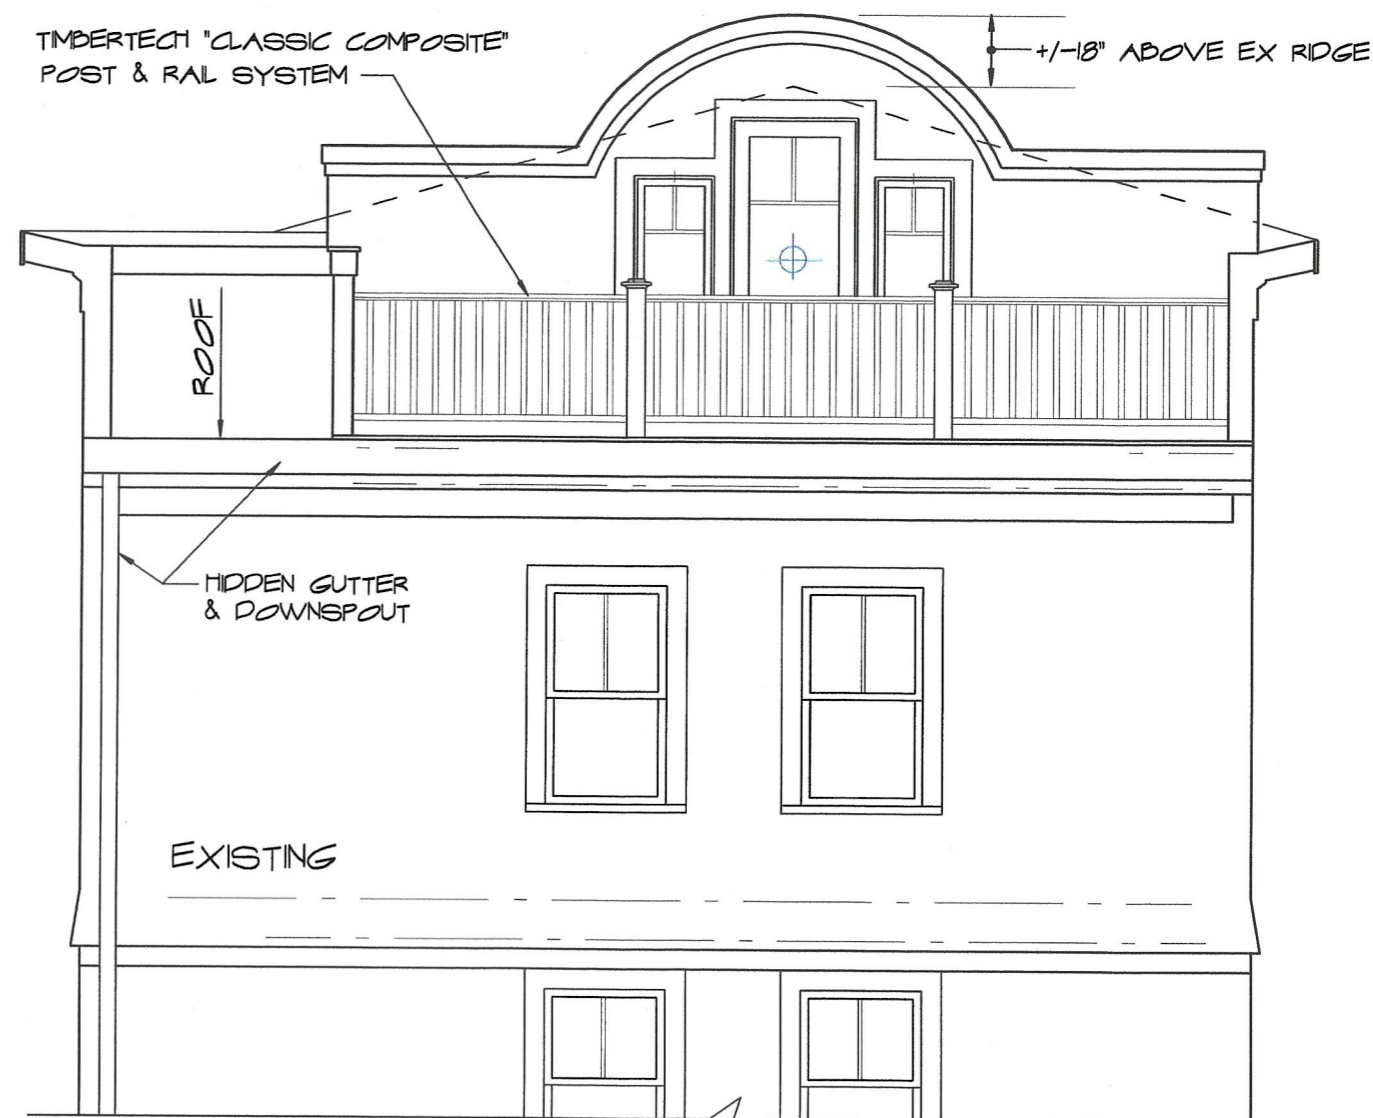 TIMBERTECH "CLASSIC COMPOSITE"
POST & RAIL SYSTEM
+/-18" ABOVE EX RIDGE
ROOF
HIDDEN GUTTER
& DOWNSPOUT
EXISTING